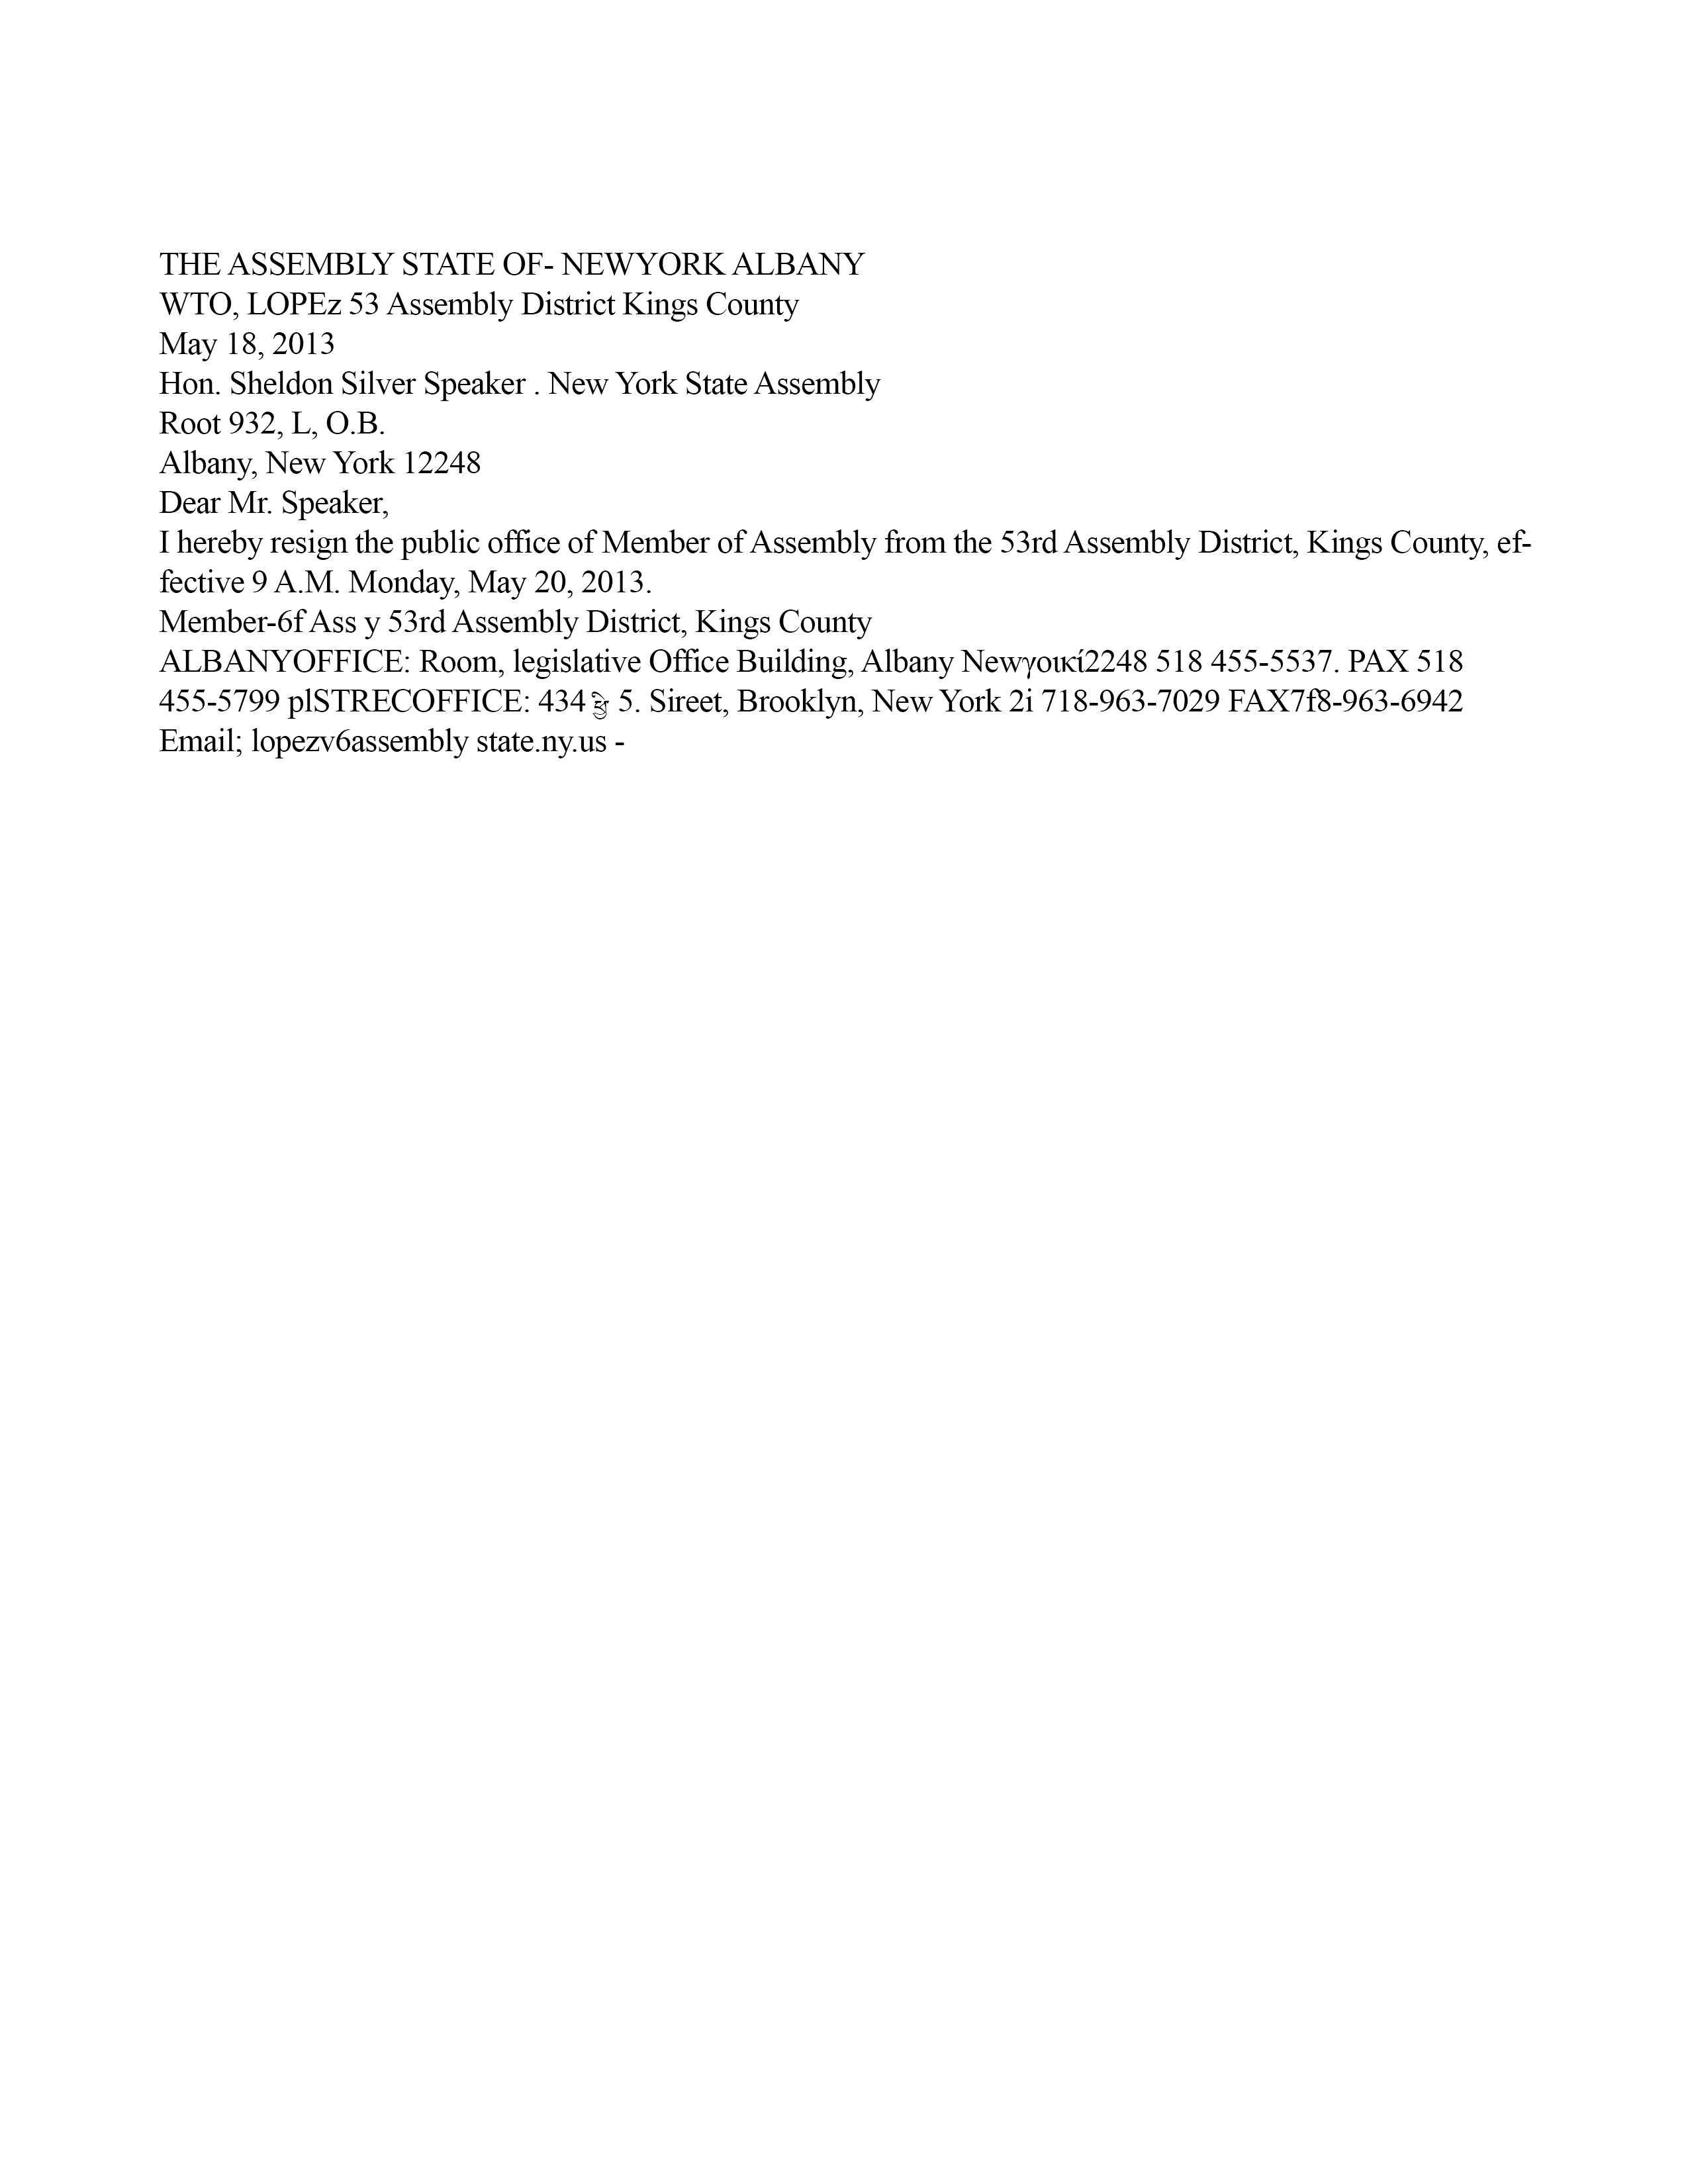 THE ASSEMBLY STATE OF- NEWYORK ALBANY
WTO, LOPEz 53 Assembly District Kings County
May 18, 2013
Hon. Sheldon Silver Speaker . New York State Assembly
Root 932, L, O.B.
Albany, New York 12248
Dear Mr. Speaker,
I hereby resign the public office of Member of Assembly from the 53rd Assembly District, Kings County, ef-
fective 9 A.M. Monday, May 20, 2013.
Member-6f Ass y 53rd Assembly District, Kings County
ALBANYOFFICE: Room, legislative Office Building, Albany Newγουκί2248 518 455-5537. PAX 518
455-5799 plSTRECOFFICE: 434 5. Sireet, Brooklyn, New York 2i 718-963-7029 FAX7f8-963-6942
Email; lopezv6assembly state.ny.us -